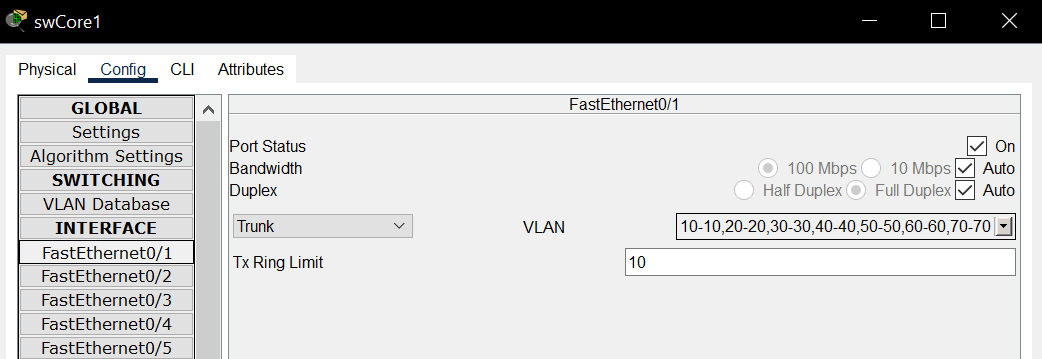 swCore1
Physical Config CLI Attributes
GLOBAL
Settings
Algorithm Settings
SWITCHING
VLAN Database
INTERFACE
FastEthernet0/1
FastEthernet0/2
FastEthernet0/3
FastEthernet0/4
FastEthernet0/5
FastEthernet0/1
Port Status On
Bandwidth 100 Mbps 10 Mbps Auto
Duplex Half Duplex Full Duplex Auto
Trunk VLAN 10-10,20-20,30-30,40-40,50-50,60-60,70-70
Tx Ring Limit 10